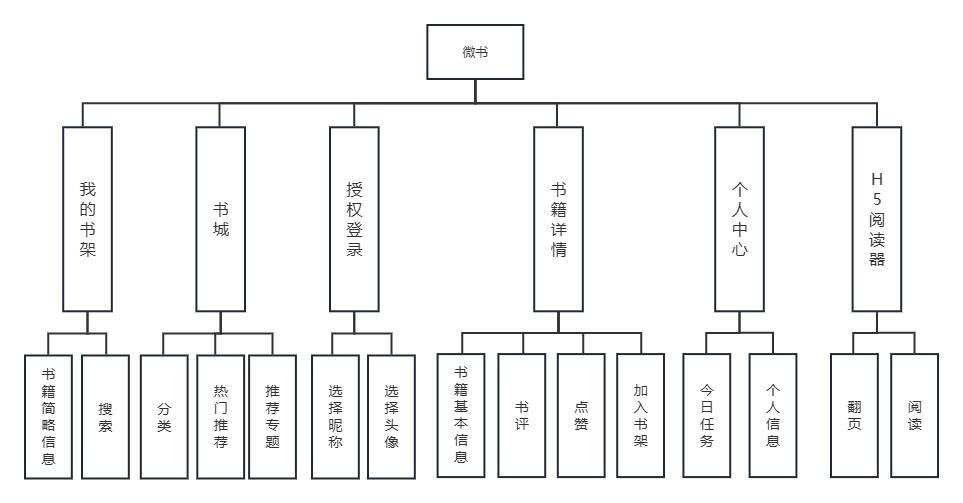 微书
我的书架
书城
授权登录
书籍详情
个人中心
H5阅读器
书籍简略信息
搜索
分类
热门推荐
推荐专题
选择昵称
选择头像
书籍基本信息
书评
点赞
加入书架
今日任务
个人信息
翻页
阅读